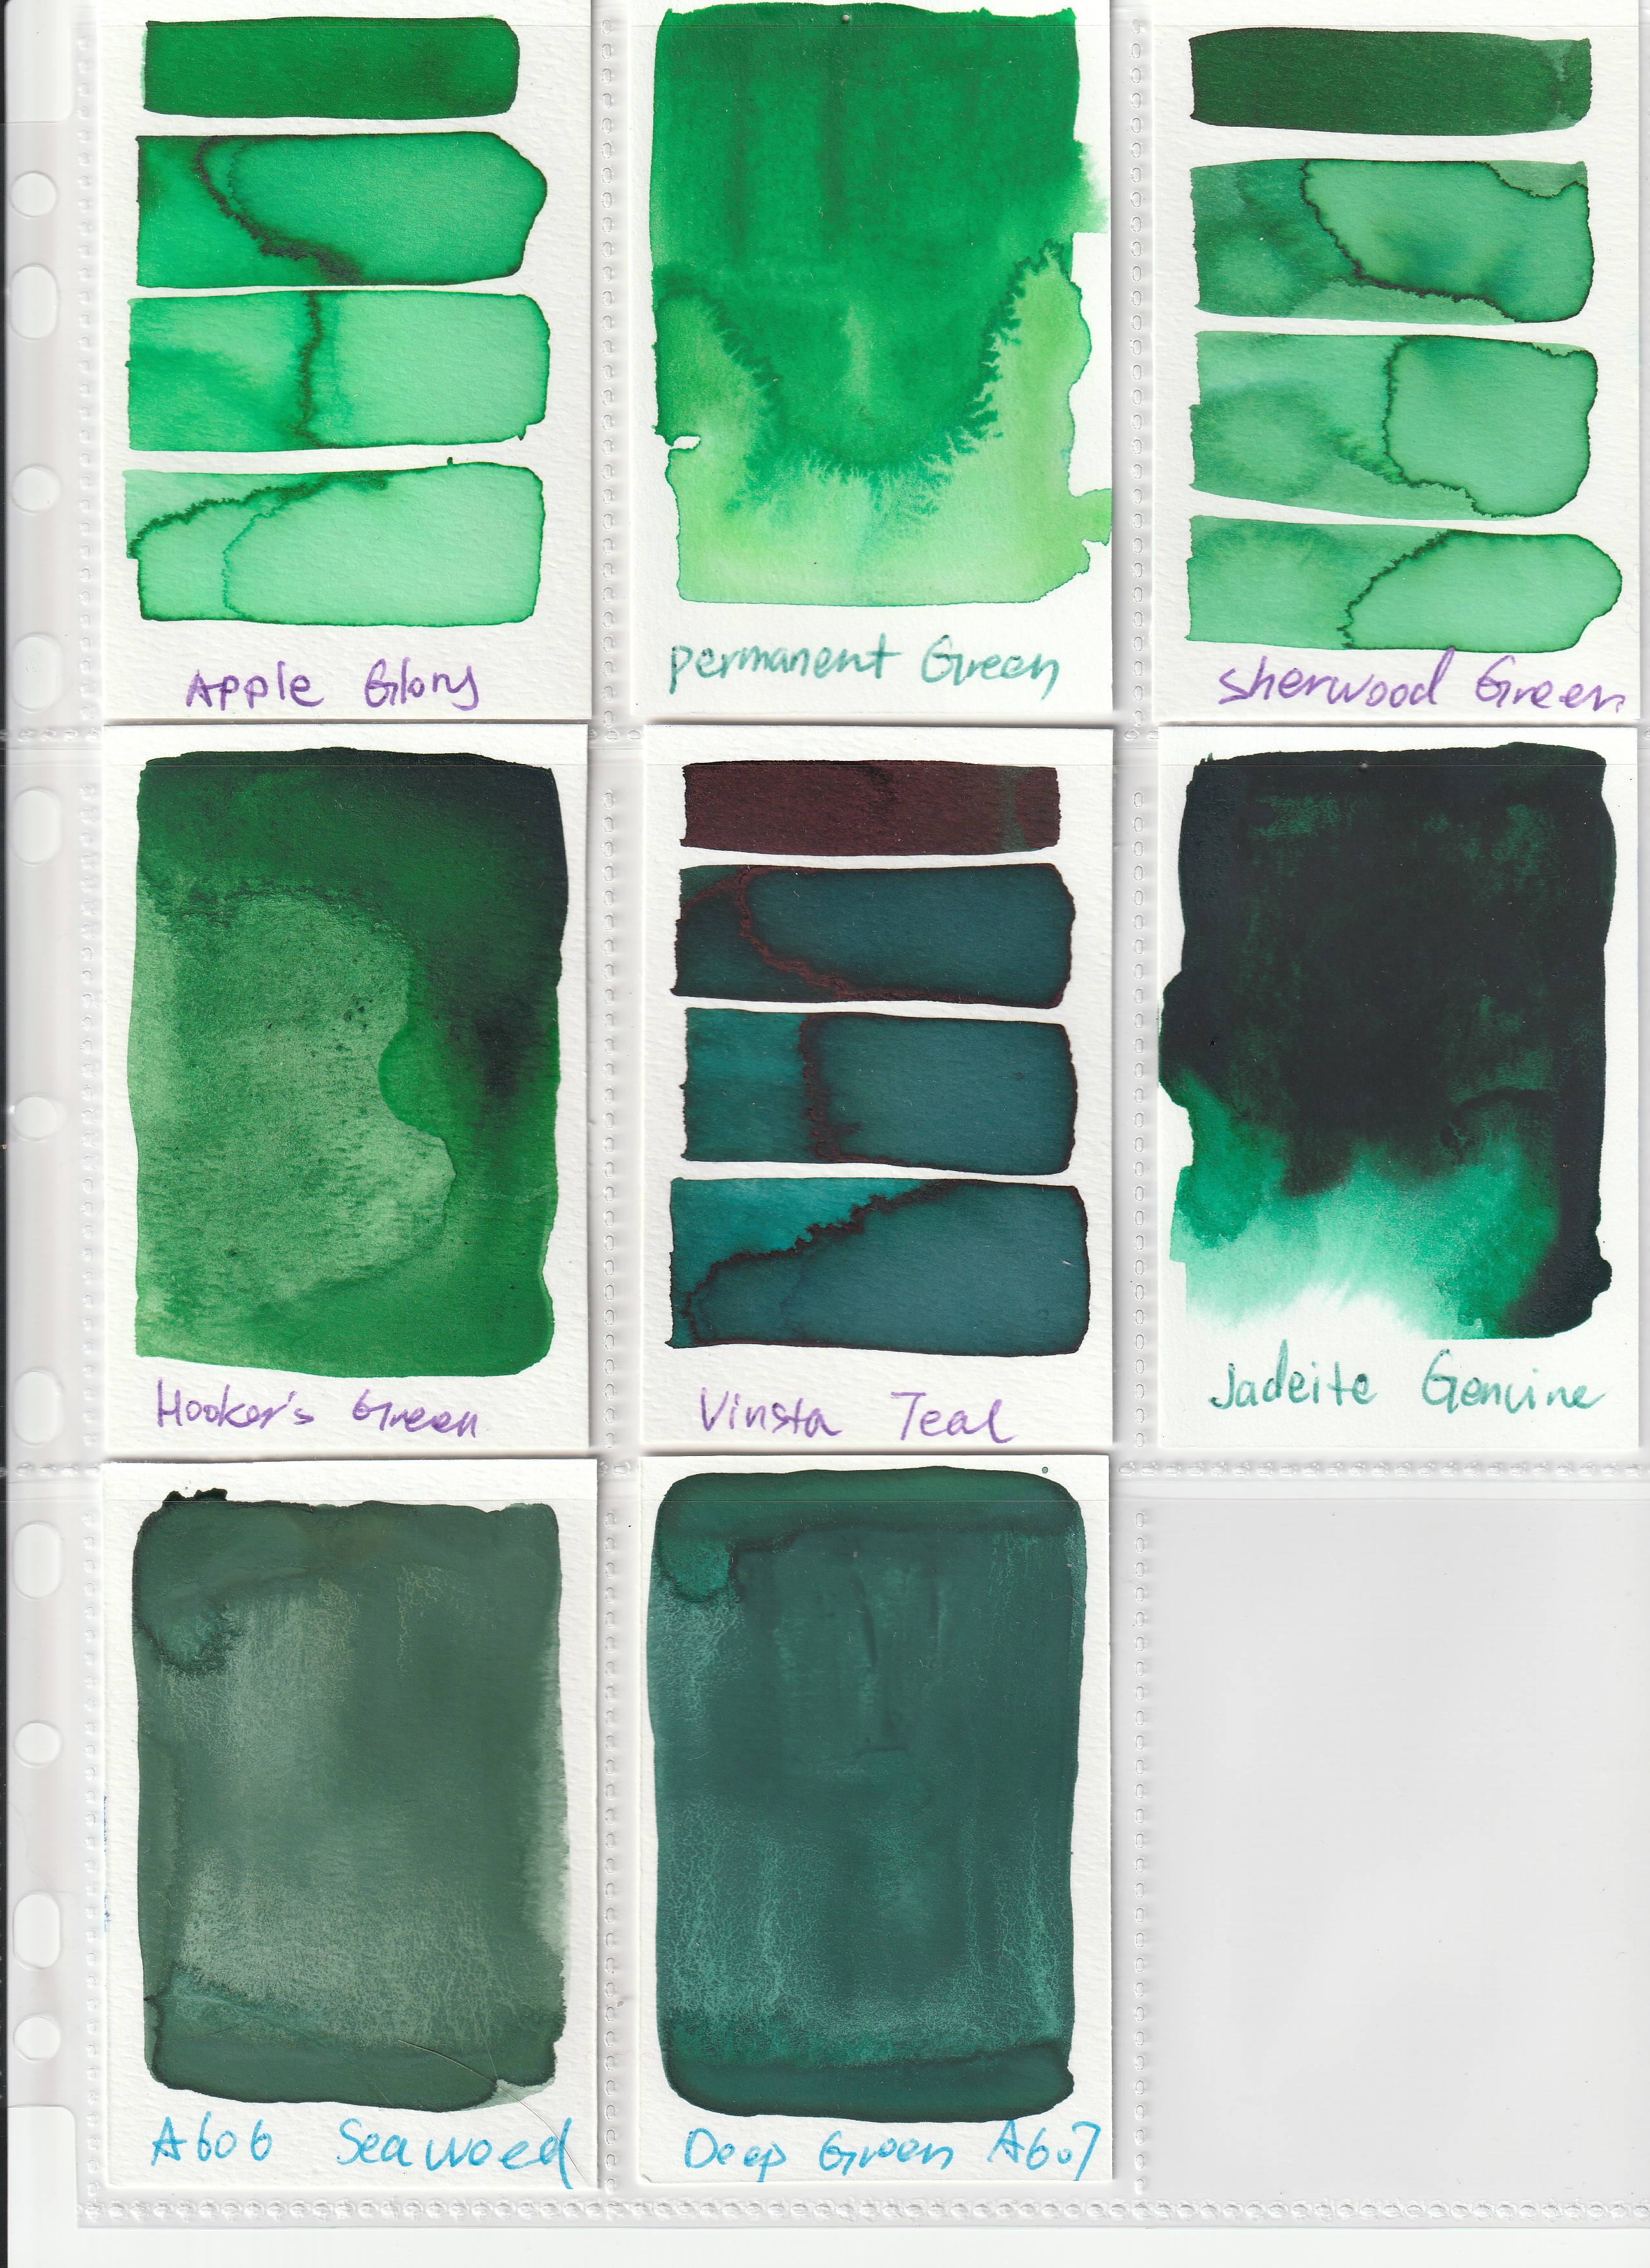 Apple Glory
permanent Green
sherwood Green
Hooker's Green
Vinsta Teal
Jadeite Genuine
A606 Seaweed
Deep Green A607